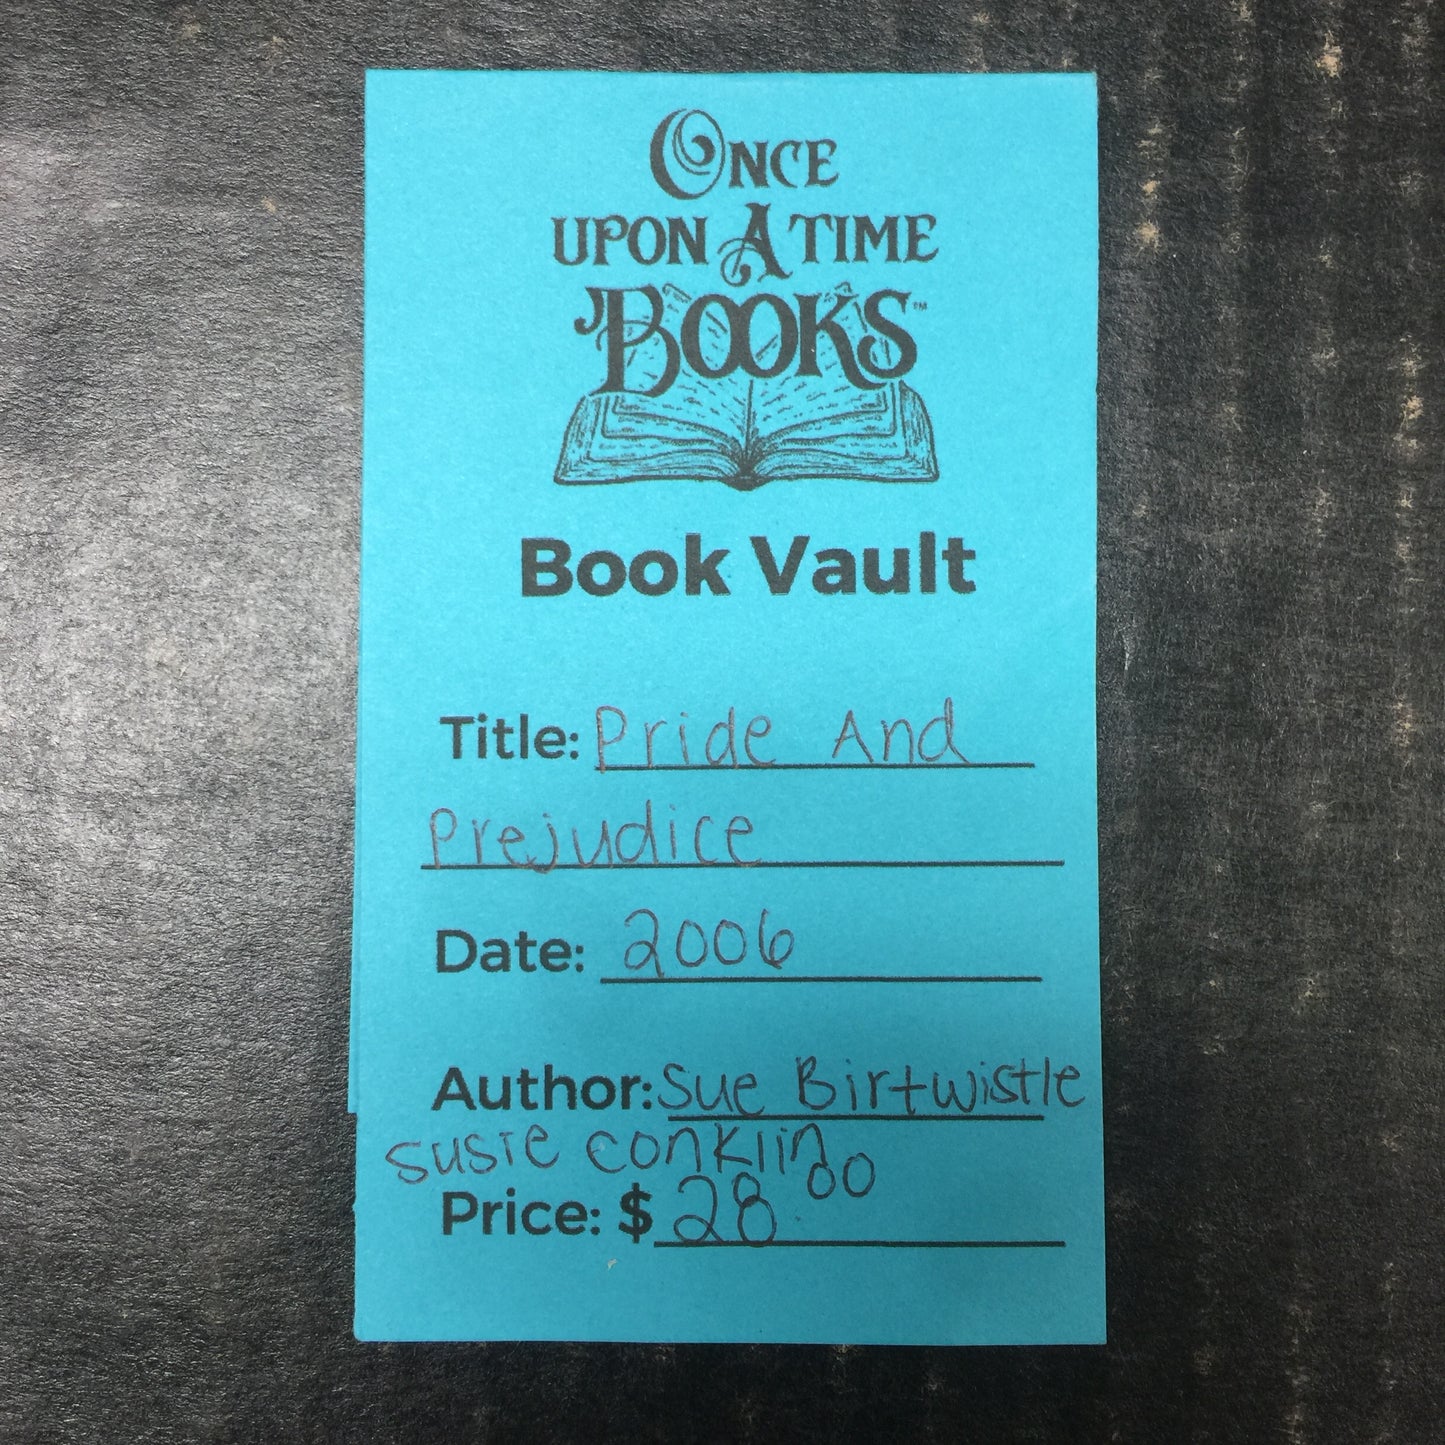 ONCE
UPON A TIME
BOOKS™
Book Vault
Title: Pride And
Prejudice
Date: 2006
Author: Sue Birtwistle
Susie Conklin
Price: $28.00